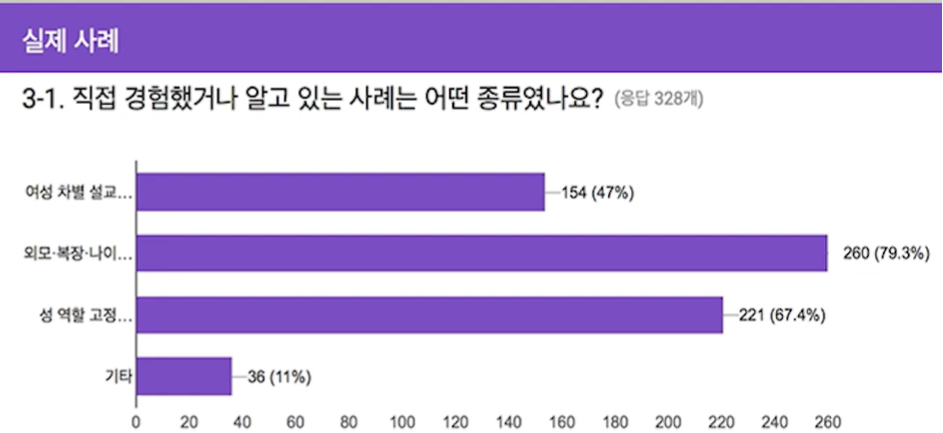 실제 사례
3-1. 직접 경험했거나 알고 있는 사례는 어떤 종류였나요? (응답 328개)
여성 차별 설교... 154 (47%)
외모·복장·나이... 260 (79.3%)
성 역할 고정... 221 (67.4%)
기타 36 (11%)
0 20 40 60 80 100 120 140 160 180 200 220 240 260